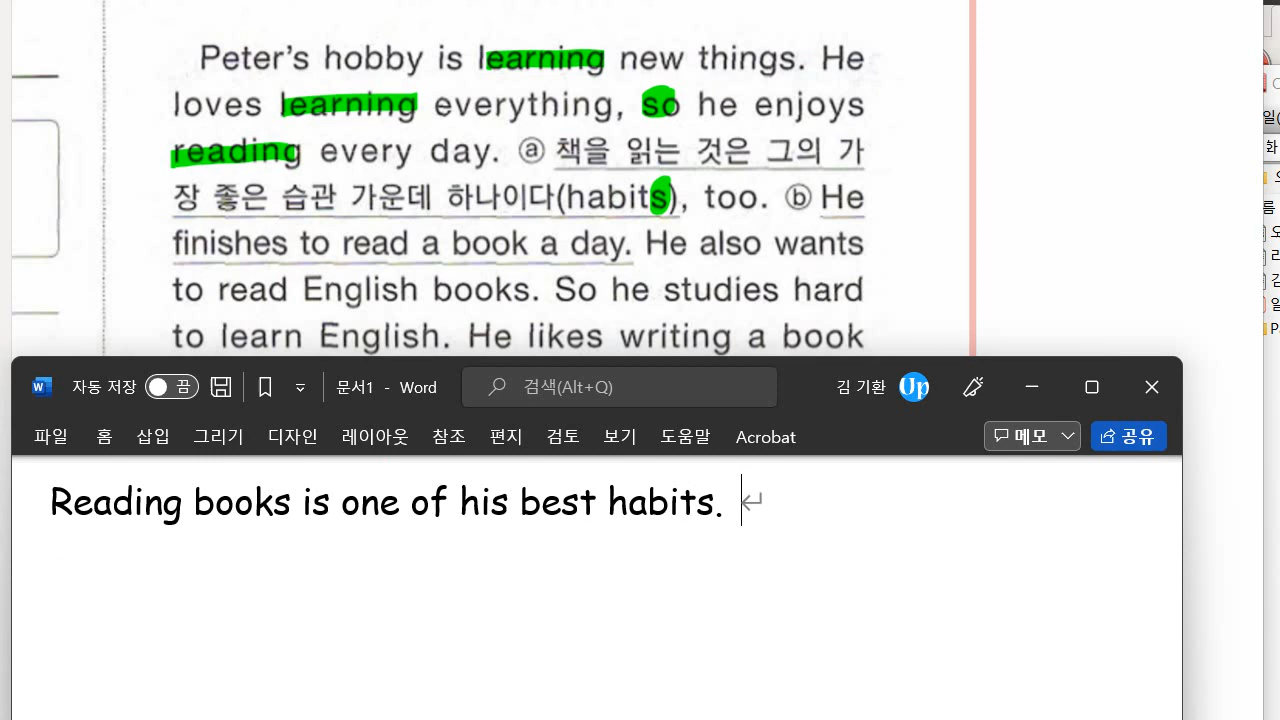 Peter's hobby is learning new things. He
loves learning everything, so he enjoys
reading every day. ⓐ 책을 읽는 것은 그의 가
장 좋은 습관 가운데 하나이다(habits), too. ⓑ He
finishes to read a book a day. He also wants
to read English books. So he studies hard
to learn English. He likes writing a book
자동 저장 끔 문서1 - Word 검색(Alt+Q) 김 기환 Up
파일 홈 삽입 그리기 디자인 레이아웃 참조 편지 검토 보기 도움말 Acrobat 메모 공유
Reading books is one of his best habits.